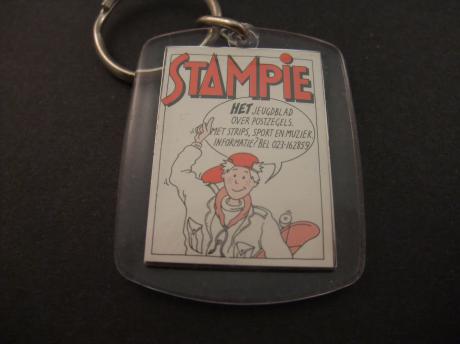 STAMPIE
HET JEUGDBLAD
OVER POSTZEGELS.
MET STRIPS, SPORT EN MUZIEK.
INFORMATIE? BEL 023-162859